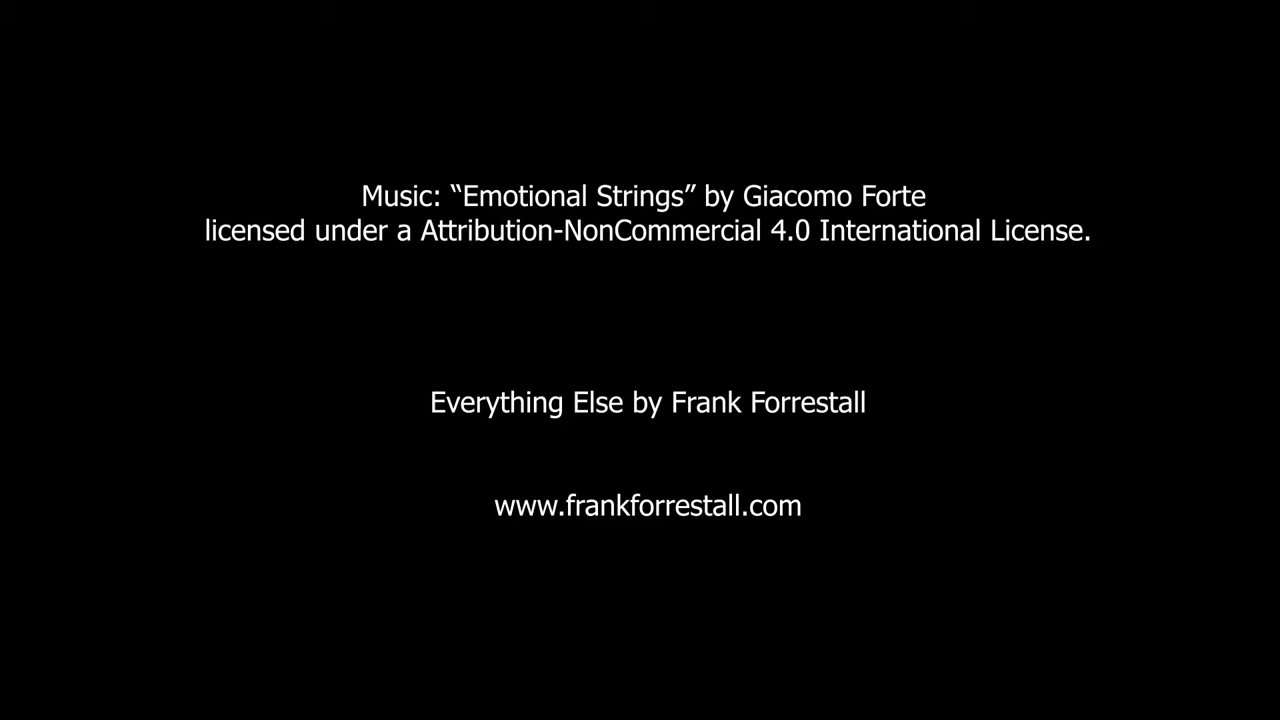 Music: “Emotional Strings” by Giacomo Forte
licensed under a Attribution-NonCommercial 4.0 International License.
Everything Else by Frank Forrestall
www.frankforrestall.com